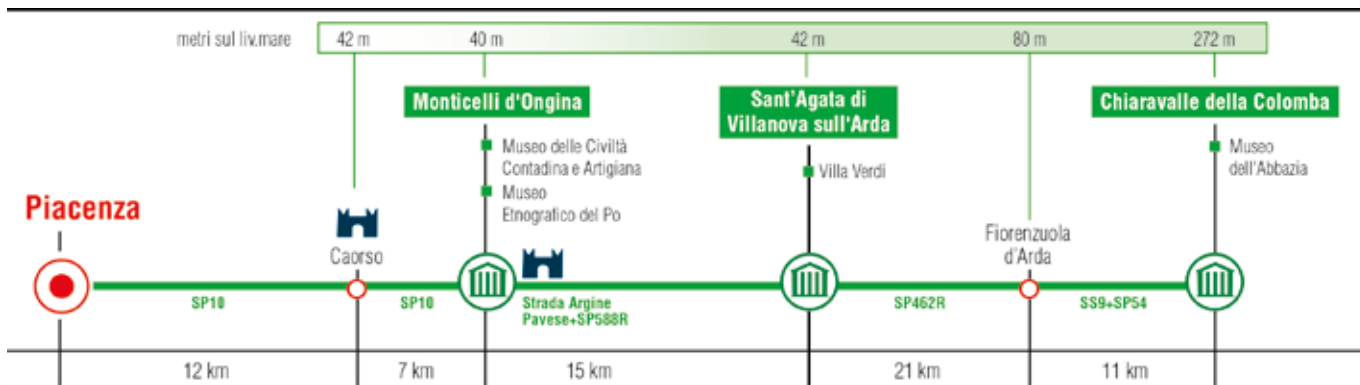 metri sul liv.mare 42 m 40 m 42 m 80 m 272 m
Monticelli d'Ongina
Sant'Agata di
Villanova sull'Arda
Chiaravalle della Colomba
Museo delle Civiltà
Contadina e Artigiana
Museo
Etnografico del Po
Villa Verdi
Museo
dell'Abbazia
Piacenza
Caorso
Fiorenzuola
d'Arda
SP10
SP10
Strada Argine
Pavese+SP588R
SP462R
SS9+SP54
12 km 7 km 15 km 21 km 11 km